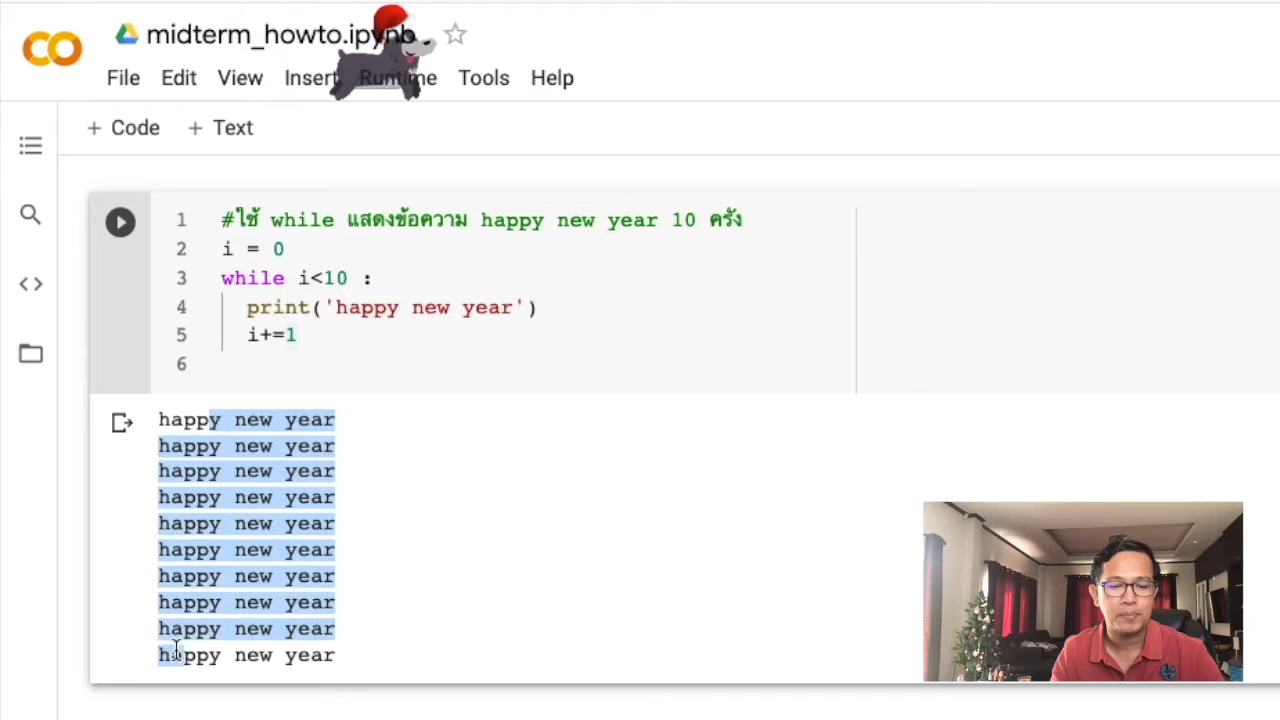 midterm_howto.ipynb
File Edit View Insert Runtime Tools Help
+ Code + Text
1 #ใช้ while แสดงข้อความ happy new year 10 ครั้ง
2 i = 0
3 while i<10 :
4 print('happy new year')
5 i+=1
6
happy new year
happy new year
happy new year
happy new year
happy new year
happy new year
happy new year
happy new year
happy new year
happy new year